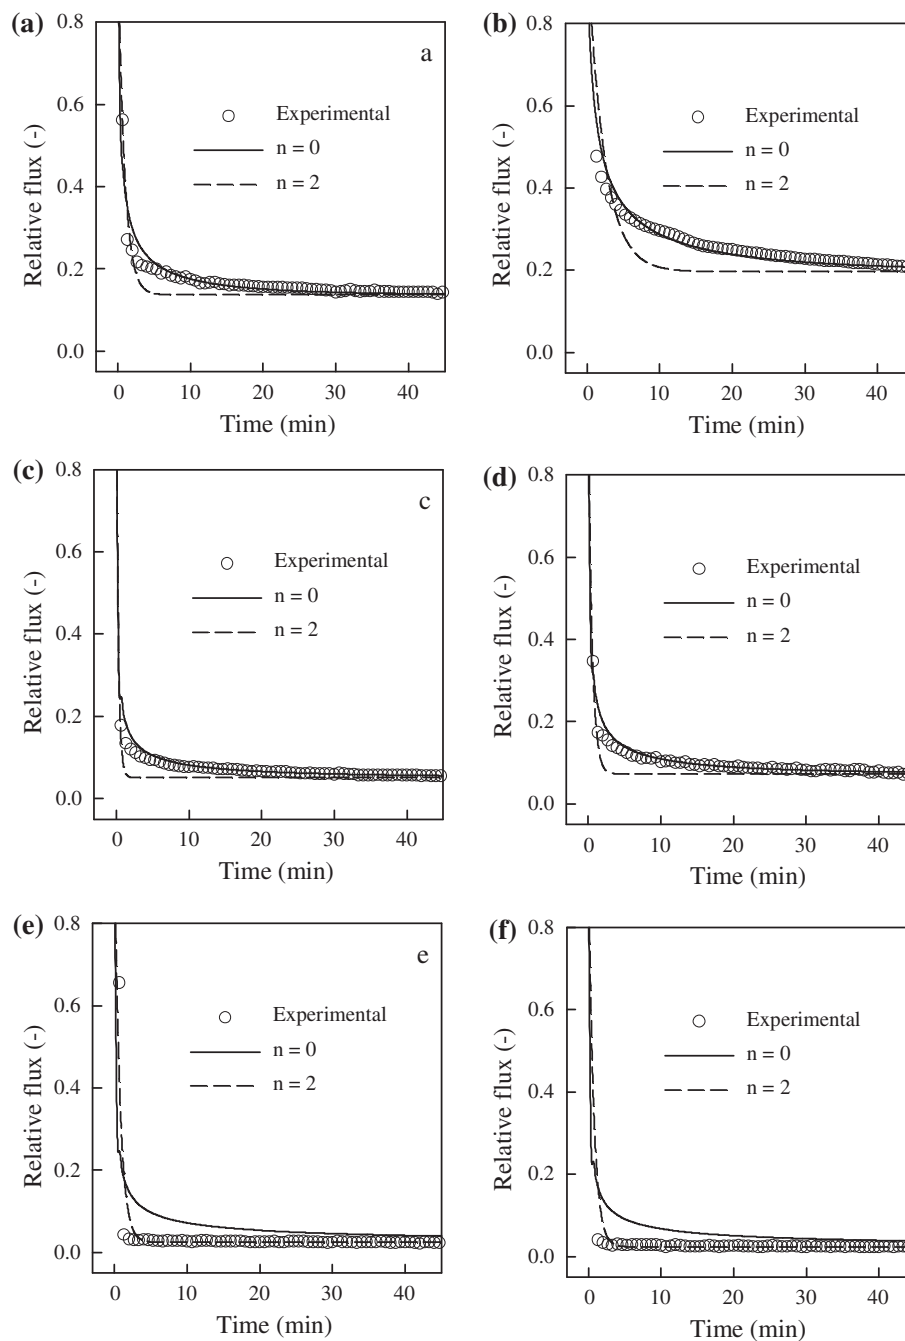 (a)
a
0.8
0.6
0.4
0.2
0.0
Relative flux (-)
Experimental
n = 0
n = 2
0 10 20 30 40
Time (min)
(b)
0.8
0.6
0.4
0.2
0.0
Relative flux (-)
Experimental
n = 0
n = 2
0 10 20 30 40
Time (min)
(c)
c
0.8
0.6
0.4
0.2
0.0
Relative flux (-)
Experimental
n = 0
n = 2
0 10 20 30 40
Time (min)
(d)
0.8
0.6
0.4
0.2
0.0
Relative flux (-)
Experimental
n = 0
n = 2
0 10 20 30 40
Time (min)
(e)
e
0.8
0.6
0.4
0.2
0.0
Relative flux (-)
Experimental
n = 0
n = 2
0 10 20 30 40
Time (min)
(f)
0.8
0.6
0.4
0.2
0.0
Relative flux (-)
Experimental
n = 0
n = 2
0 10 20 30 40
Time (min)